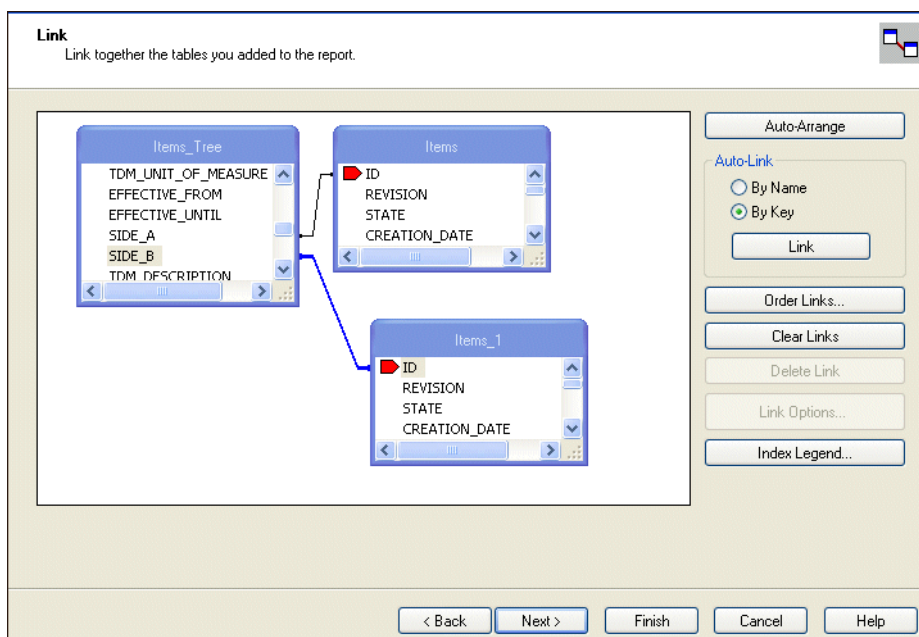 Link
Link together the tables you added to the report.
Items_Tree
TDM_UNIT_OF_MEASURE
EFFECTIVE_FROM
EFFECTIVE_UNTIL
SIDE_A
SIDE_B
TDM_DESCRIPTION
Items
ID
REVISION
STATE
CREATION_DATE
Items_1
ID
REVISION
STATE
CREATION_DATE
Auto-Arrange
Auto-Link
By Name
By Key
Link
Order Links...
Clear Links
Delete Link
Link Options...
Index Legend...
< Back
Next >
Finish
Cancel
Help